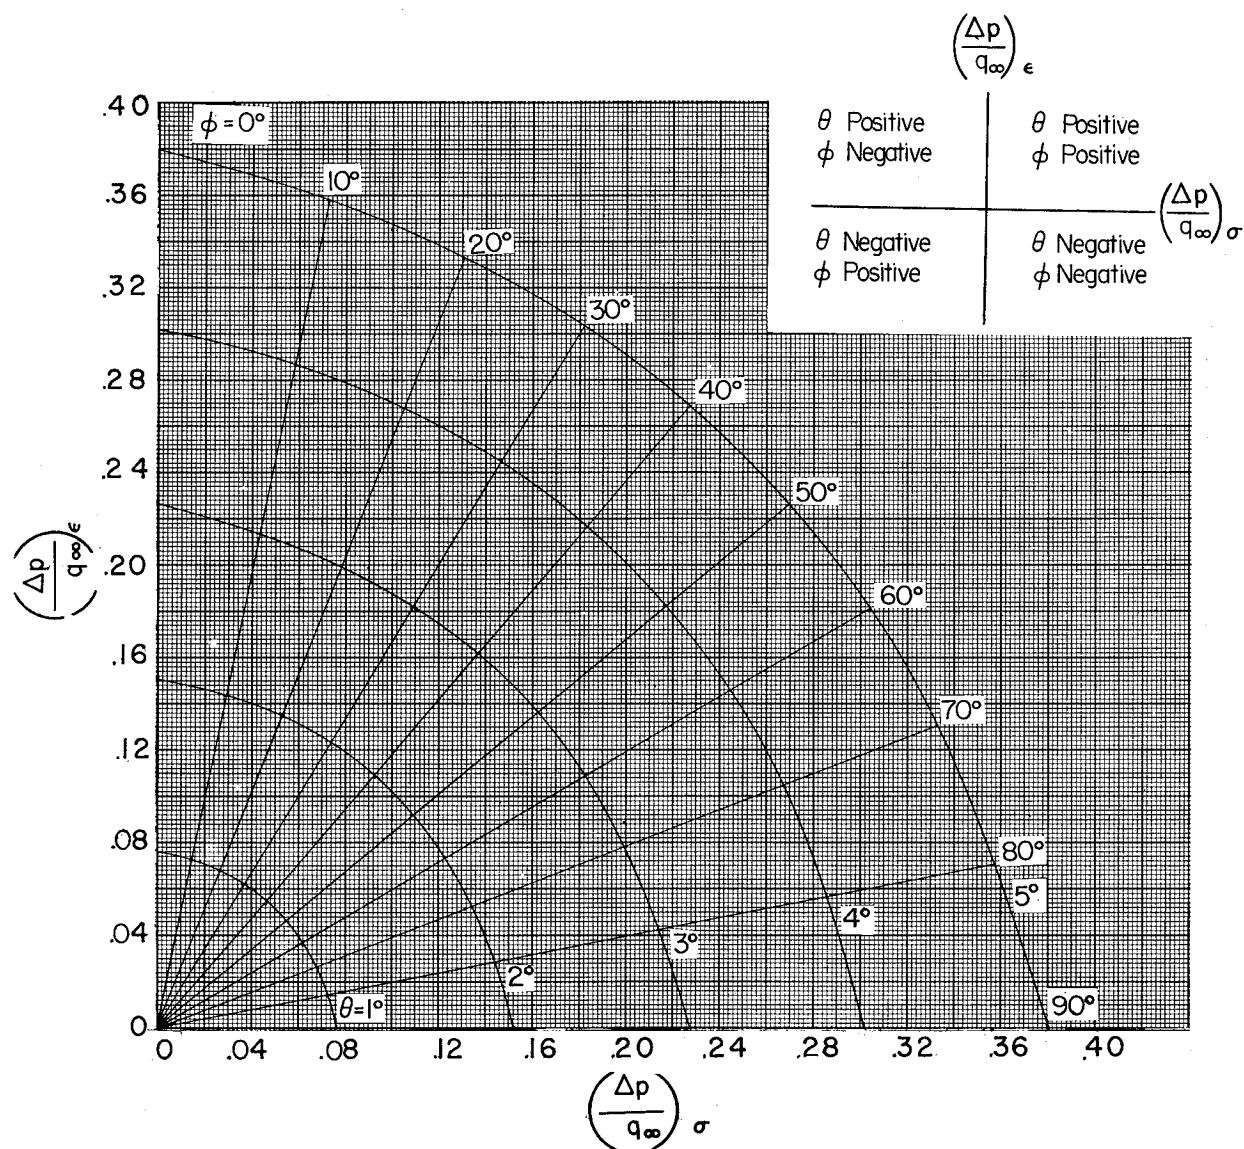 (Δp/q∞)ε
θ Positive
ϕ Negative
θ Positive
ϕ Positive
(Δp/q∞)σ
θ Negative
ϕ Positive
θ Negative
ϕ Negative
.40
.36
.32
.28
.24
.20
.16
.12
.08
.04
0
(Δp/q∞)ε
ϕ=0°
10°
20°
30°
40°
50°
60°
70°
80°
90°
θ=1°
2°
3°
4°
5°
0 .04 .08 .12 .16 .20 .24 .28 .32 .36 .40
(Δp/q∞)σ